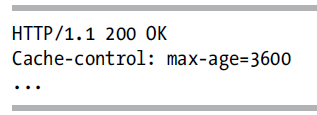 HTTP/1.1 200 OK
Cache-control: max-age=3600
...